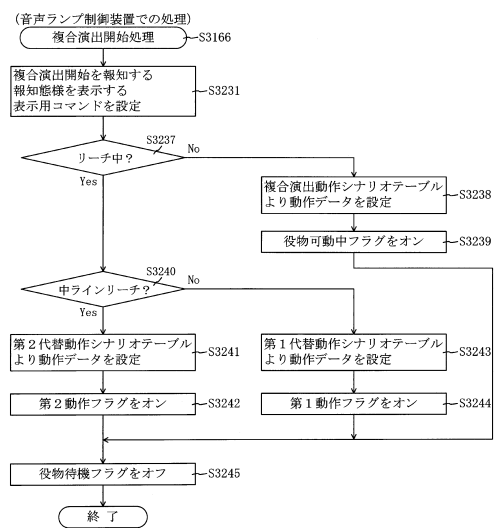 (音声ランプ制御装置での処理)
複合演出開始処理
S3166
複合演出開始を報知する
報知態様を表示する
表示用コマンドを設定
S3231
S3237
リーチ中?
No
Yes
複合演出動作シナリオテーブル
より動作データを設定
S3238
役物可動中フラグをオン
S3239
S3240
中ラインリーチ?
No
Yes
第2代替動作シナリオテーブル
より動作データを設定
S3241
第1代替動作シナリオテーブル
より動作データを設定
S3243
第2動作フラグをオン
S3242
第1動作フラグをオン
S3244
役物待機フラグをオフ
S3245
終了